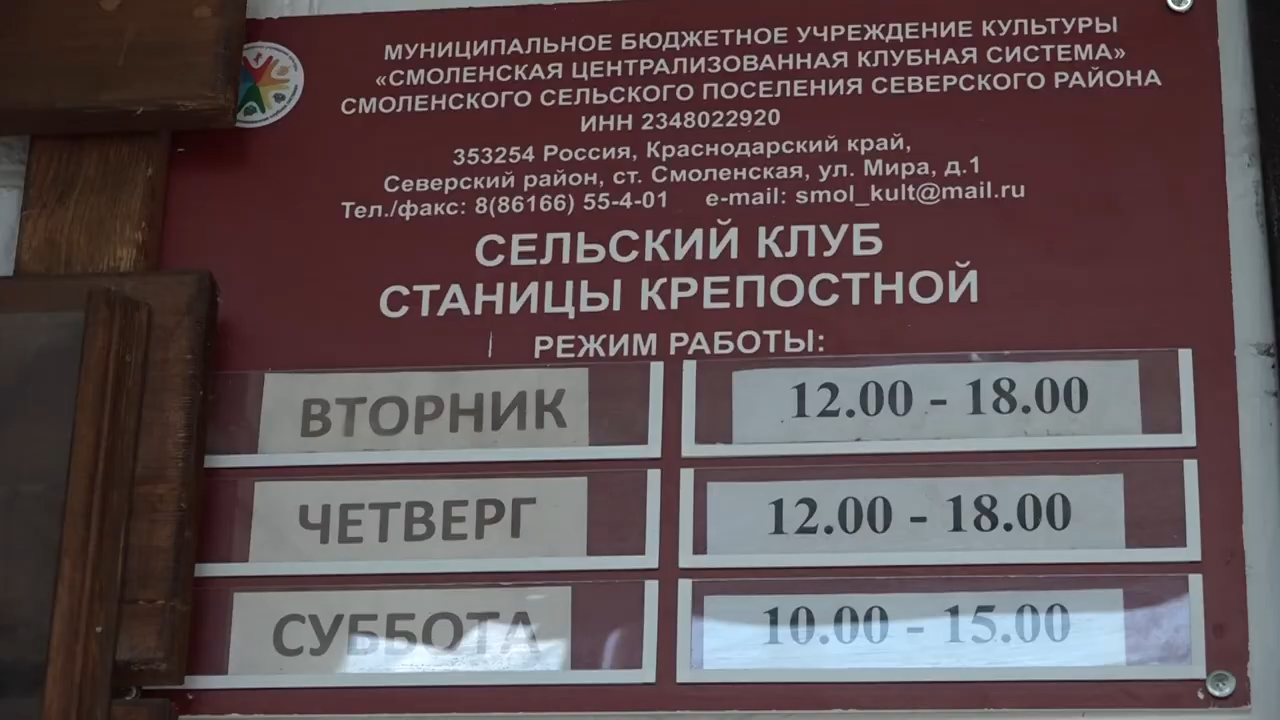 МУНИЦИПАЛЬНОЕ БЮДЖЕТНОЕ УЧРЕЖДЕНИЕ КУЛЬТУРЫ
«СМОЛЕНСКАЯ ЦЕНТРАЛИЗОВАННАЯ КЛУБНАЯ СИСТЕМА»
СМОЛЕНСКОГО СЕЛЬСКОГО ПОСЕЛЕНИЯ СЕВЕРСКОГО РАЙОНА
ИНН 2348022920
353254 Россия, Краснодарский край,
Северский район, ст. Смоленская, ул. Мира, д.1
Тел./факс: 8(86166) 55-4-01 e-mail: smol_kult@mail.ru
СЕЛЬСКИЙ КЛУБ
СТАНИЦЫ КРЕПОСТНОЙ
РЕЖИМ РАБОТЫ:
ВТОРНИК 12.00 - 18.00
ЧЕТВЕРГ 12.00 - 18.00
СУББОТА 10.00 - 15.00